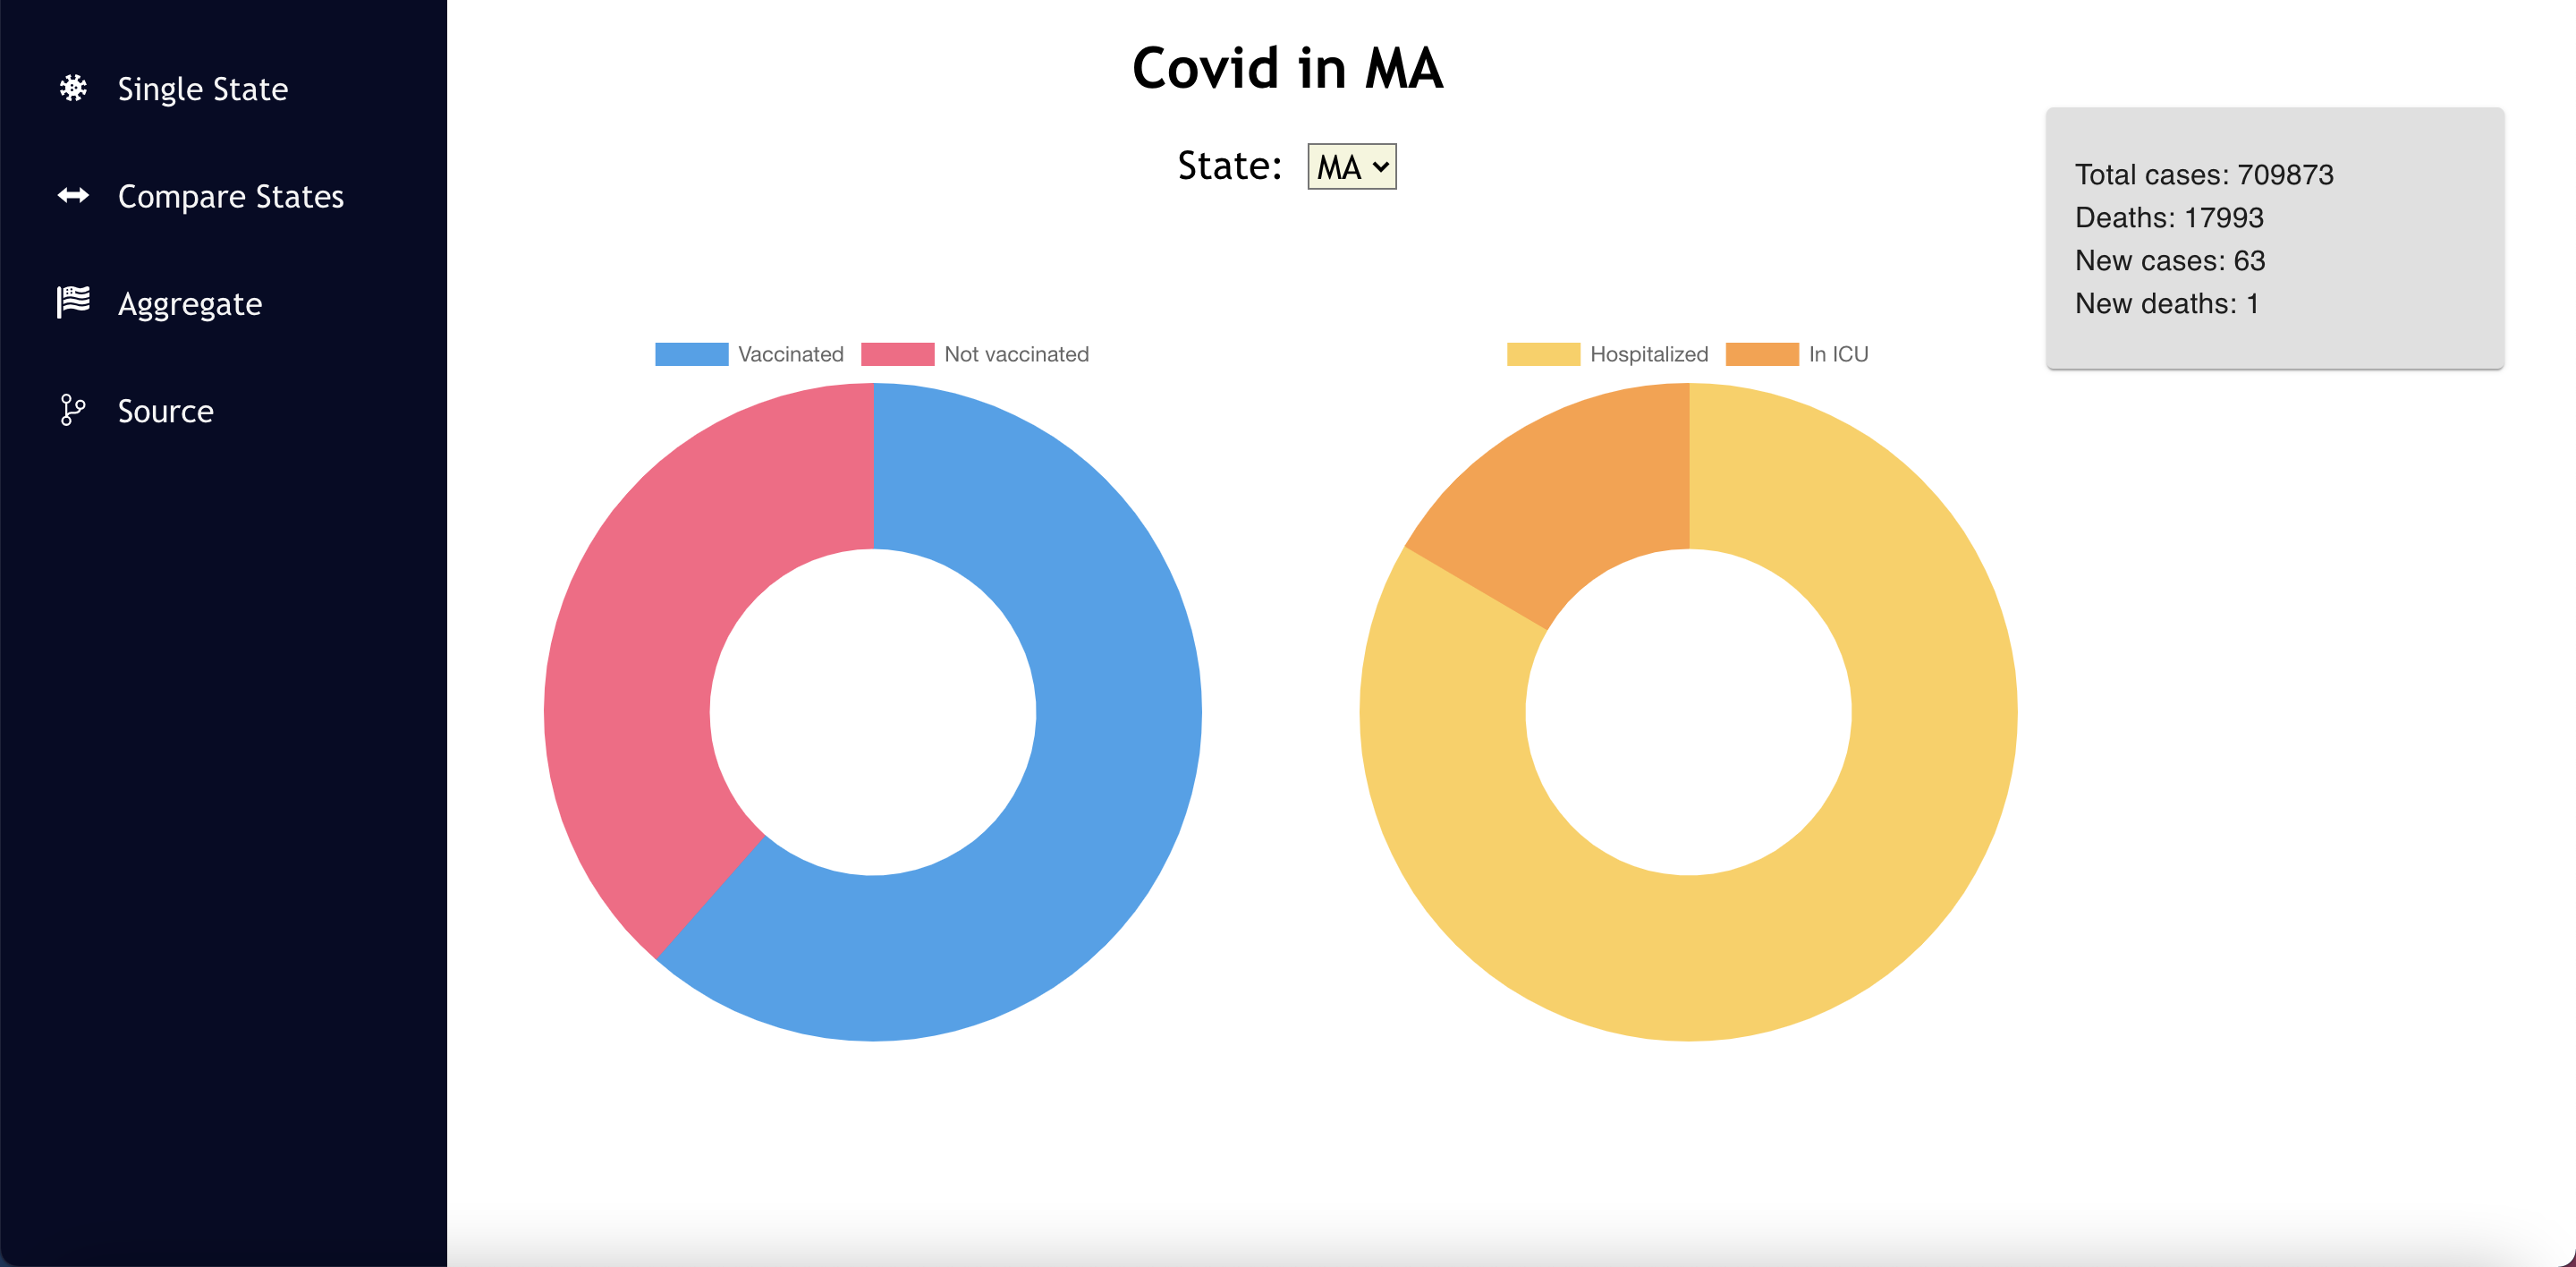 Single State
Compare States
Aggregate
Source
Covid in MA
State: MA
Total cases: 709873
Deaths: 17993
New cases: 63
New deaths: 1
Vaccinated Not vaccinated
Hospitalized In ICU